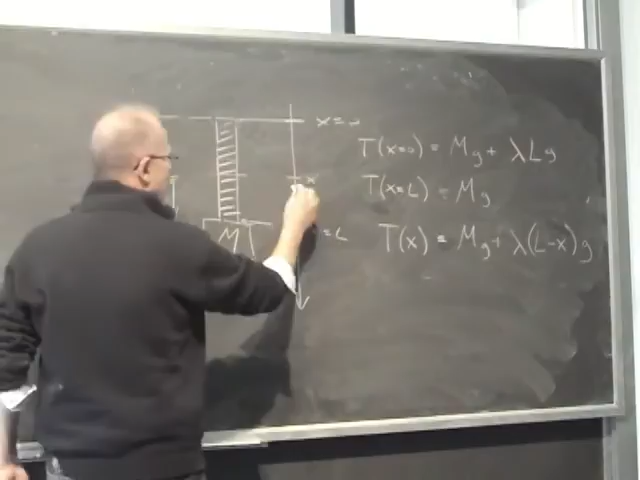 x=0
T(x=0) = Mg + λLg
x
T(x=L) = Mg
M
=L
T(x) = Mg + λ(L-x)g